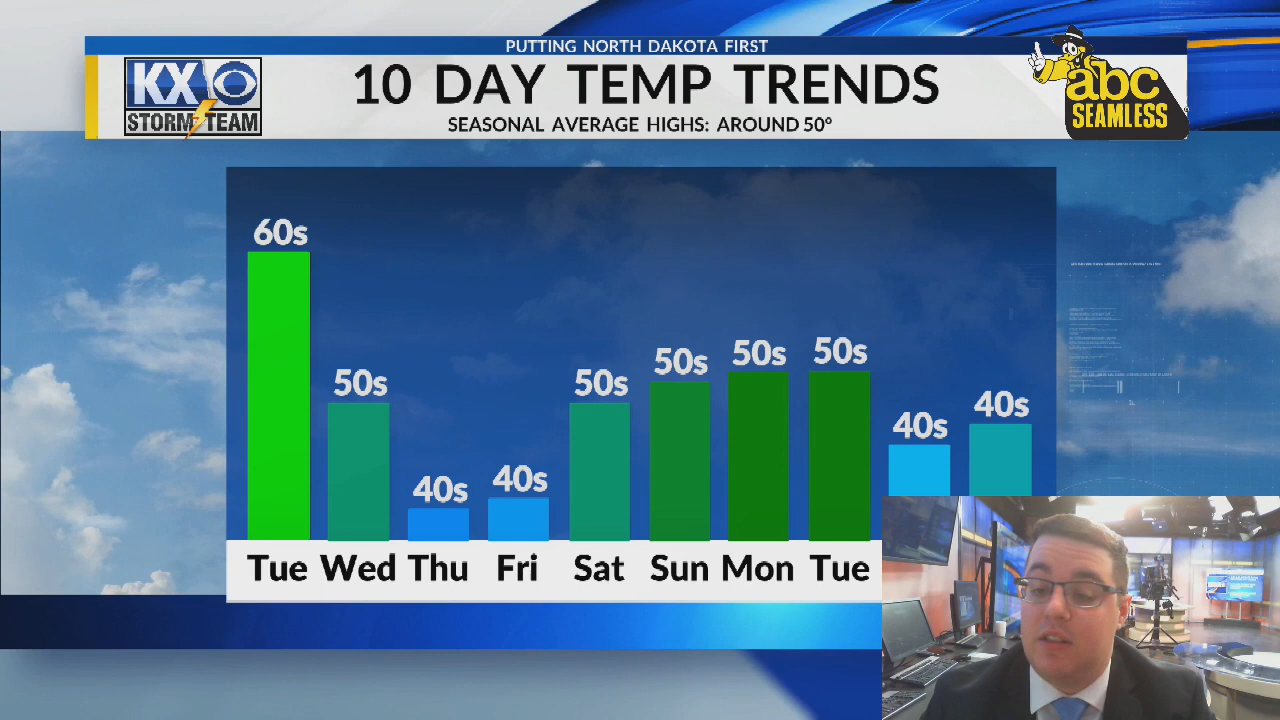 PUTTING NORTH DAKOTA FIRST
KX
STORM TEAM
10 DAY TEMP TRENDS
SEASONAL AVERAGE HIGHS: AROUND 50°
abc
SEAMLESS
60s
50s
40s
40s
50s
50s
50s
50s
40s
40s
Tue Wed Thu Fri Sat Sun Mon Tue